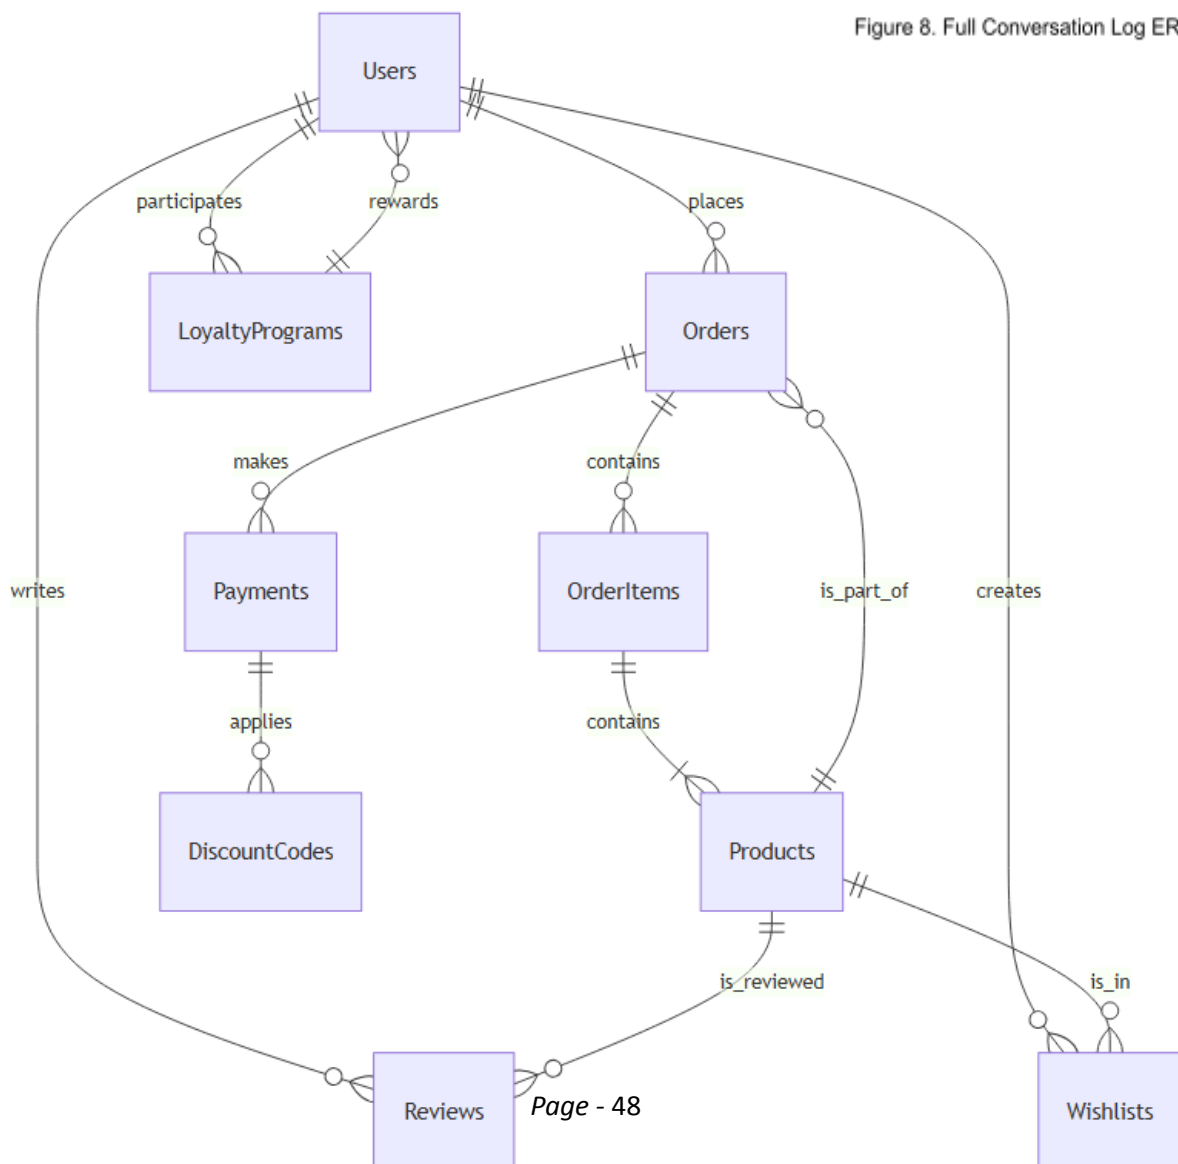 Figure 8. Full Conversation Log ER
Users
participates
rewards
places
LoyaltyPrograms
Orders
makes
contains
writes
Payments
OrderItems
is_part_of
creates
applies
contains
DiscountCodes
Products
is_reviewed
is_in
Reviews
Page - 48
Wishlists